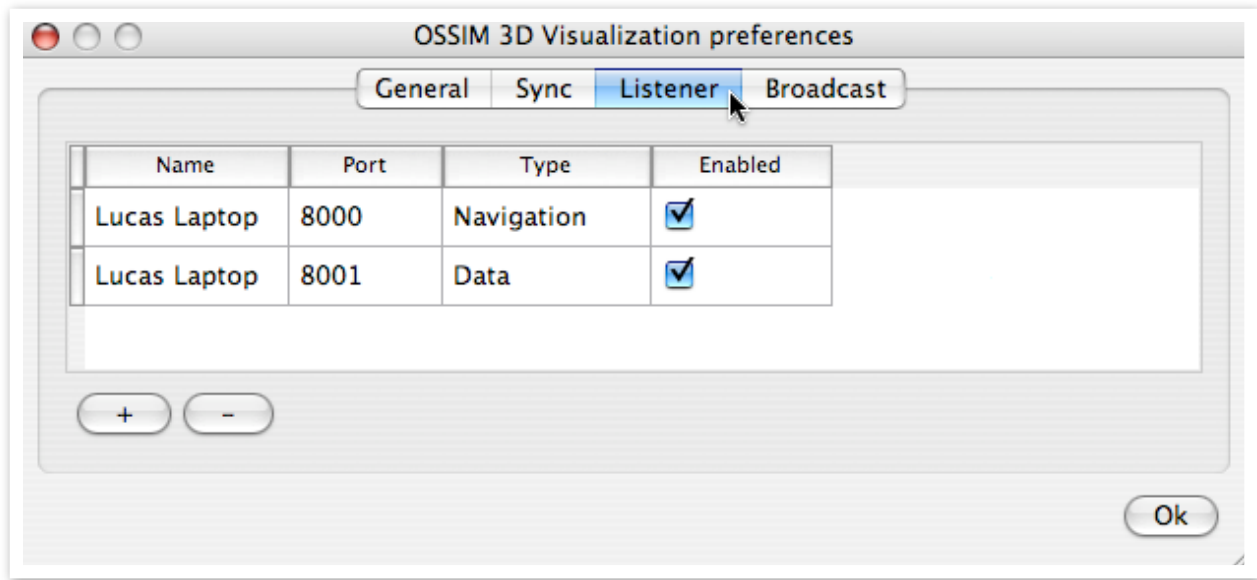 OSSIM 3D Visualization preferences
General Sync Listener Broadcast
Name Port Type Enabled
Lucas Laptop 8000 Navigation
Lucas Laptop 8001 Data
+ -
Ok